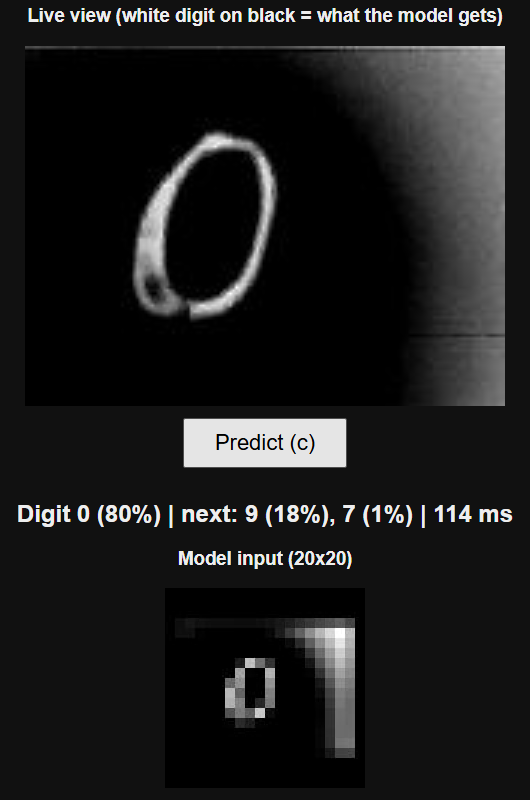 Live view (white digit on black = what the model gets)
0
Predict (c)
Digit 0 (80%) | next: 9 (18%), 7 (1%) | 114 ms
Model input (20x20)
0